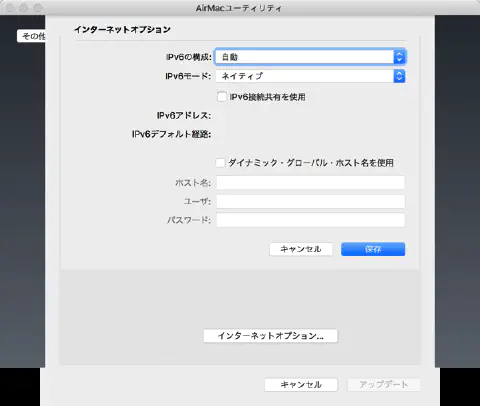 AirMacユーティリティ
その他
インターネットオプション
IPv6の構成: 自動
IPv6モード: ネイティブ
IPv6接続共有を使用
IPv6アドレス:
IPv6デフォルト経路:
ダイナミック・グローバル・ホスト名を使用
ホスト名:
ユーザ:
パスワード:
キャンセル 保存
インターネットオプション...
キャンセル アップデート